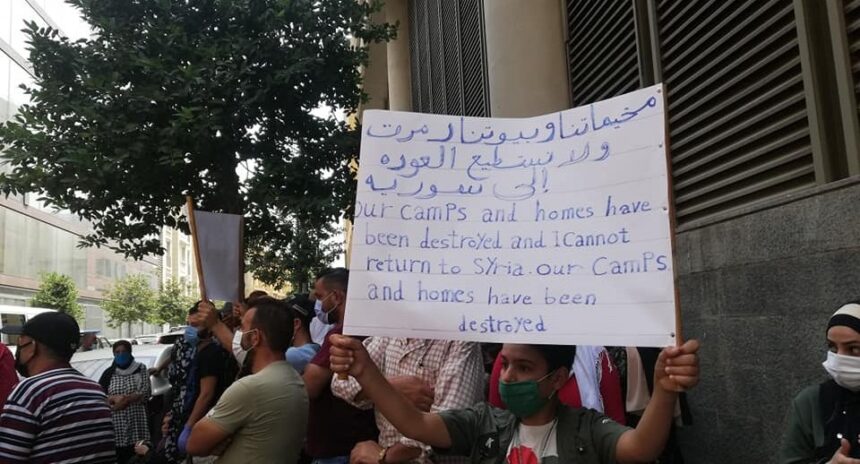 مخيماتنا وبيوتنا دمرت
ولا نستطيع العوده
إلى سوريه
our camps and homes have
been destroyed and I cannot
return to Syria. our camps
and homes have been
destroyed